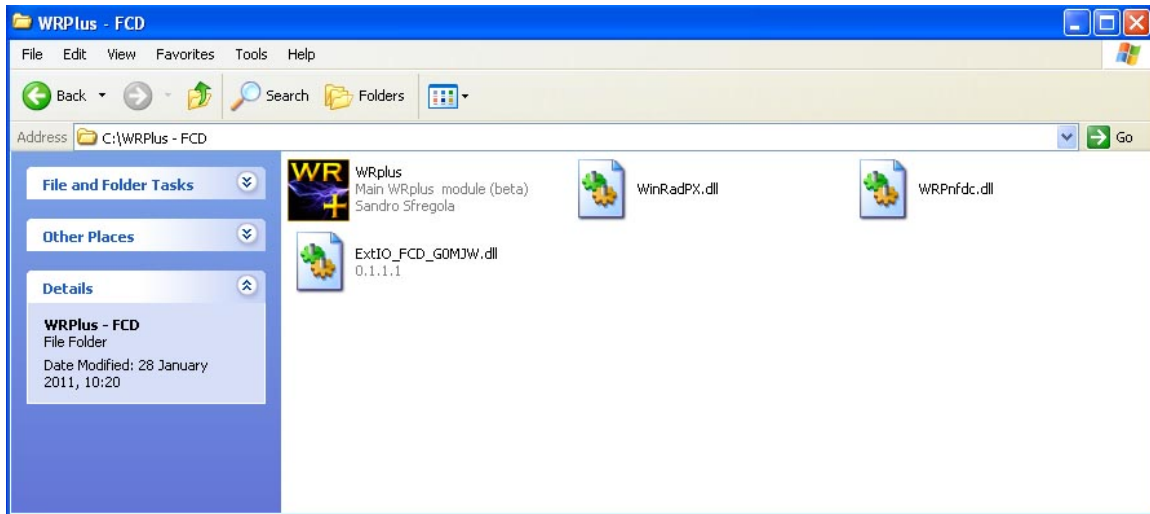 WRPlus - FCD
File Edit View Favorites Tools Help
Back Search Folders
Address C:\WRPlus - FCD Go
File and Folder Tasks
Other Places
Details
WRPlus - FCD
File Folder
Date Modified: 28 January
2011, 10:20
WR
WRplus
Main WRplus module (beta)
Sandro Sfregola
WinRadPX.dll
WRPnfdc.dll
ExtIO_FCD_G0MJW.dll
0.1.1.1